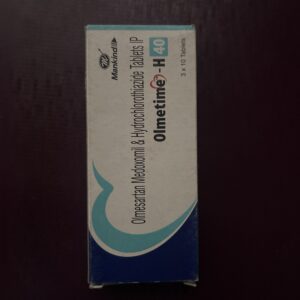 Mankind
Olmesartan Medoxomil & Hydrochlorothiazide Tablets IP
Olmetime-H 40
3 x 10 Tablets